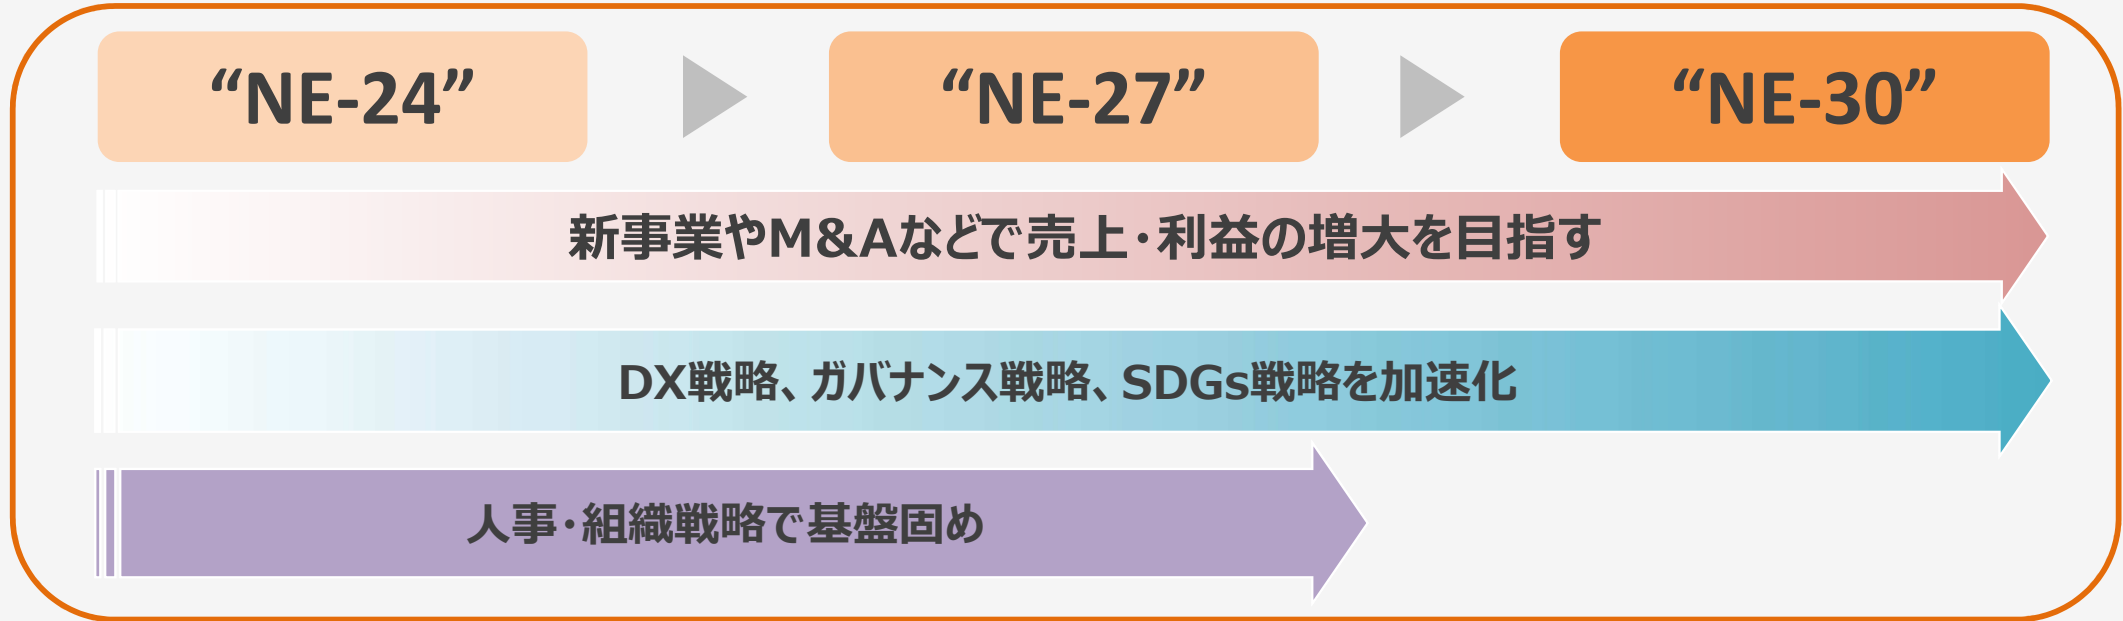 “NE-24”
“NE-27”
“NE-30”
新事業やM&Aなどで売上・利益の増大を目指す
DX戦略、ガバナンス戦略、SDGs戦略を加速化
人事・組織戦略で基盤固め